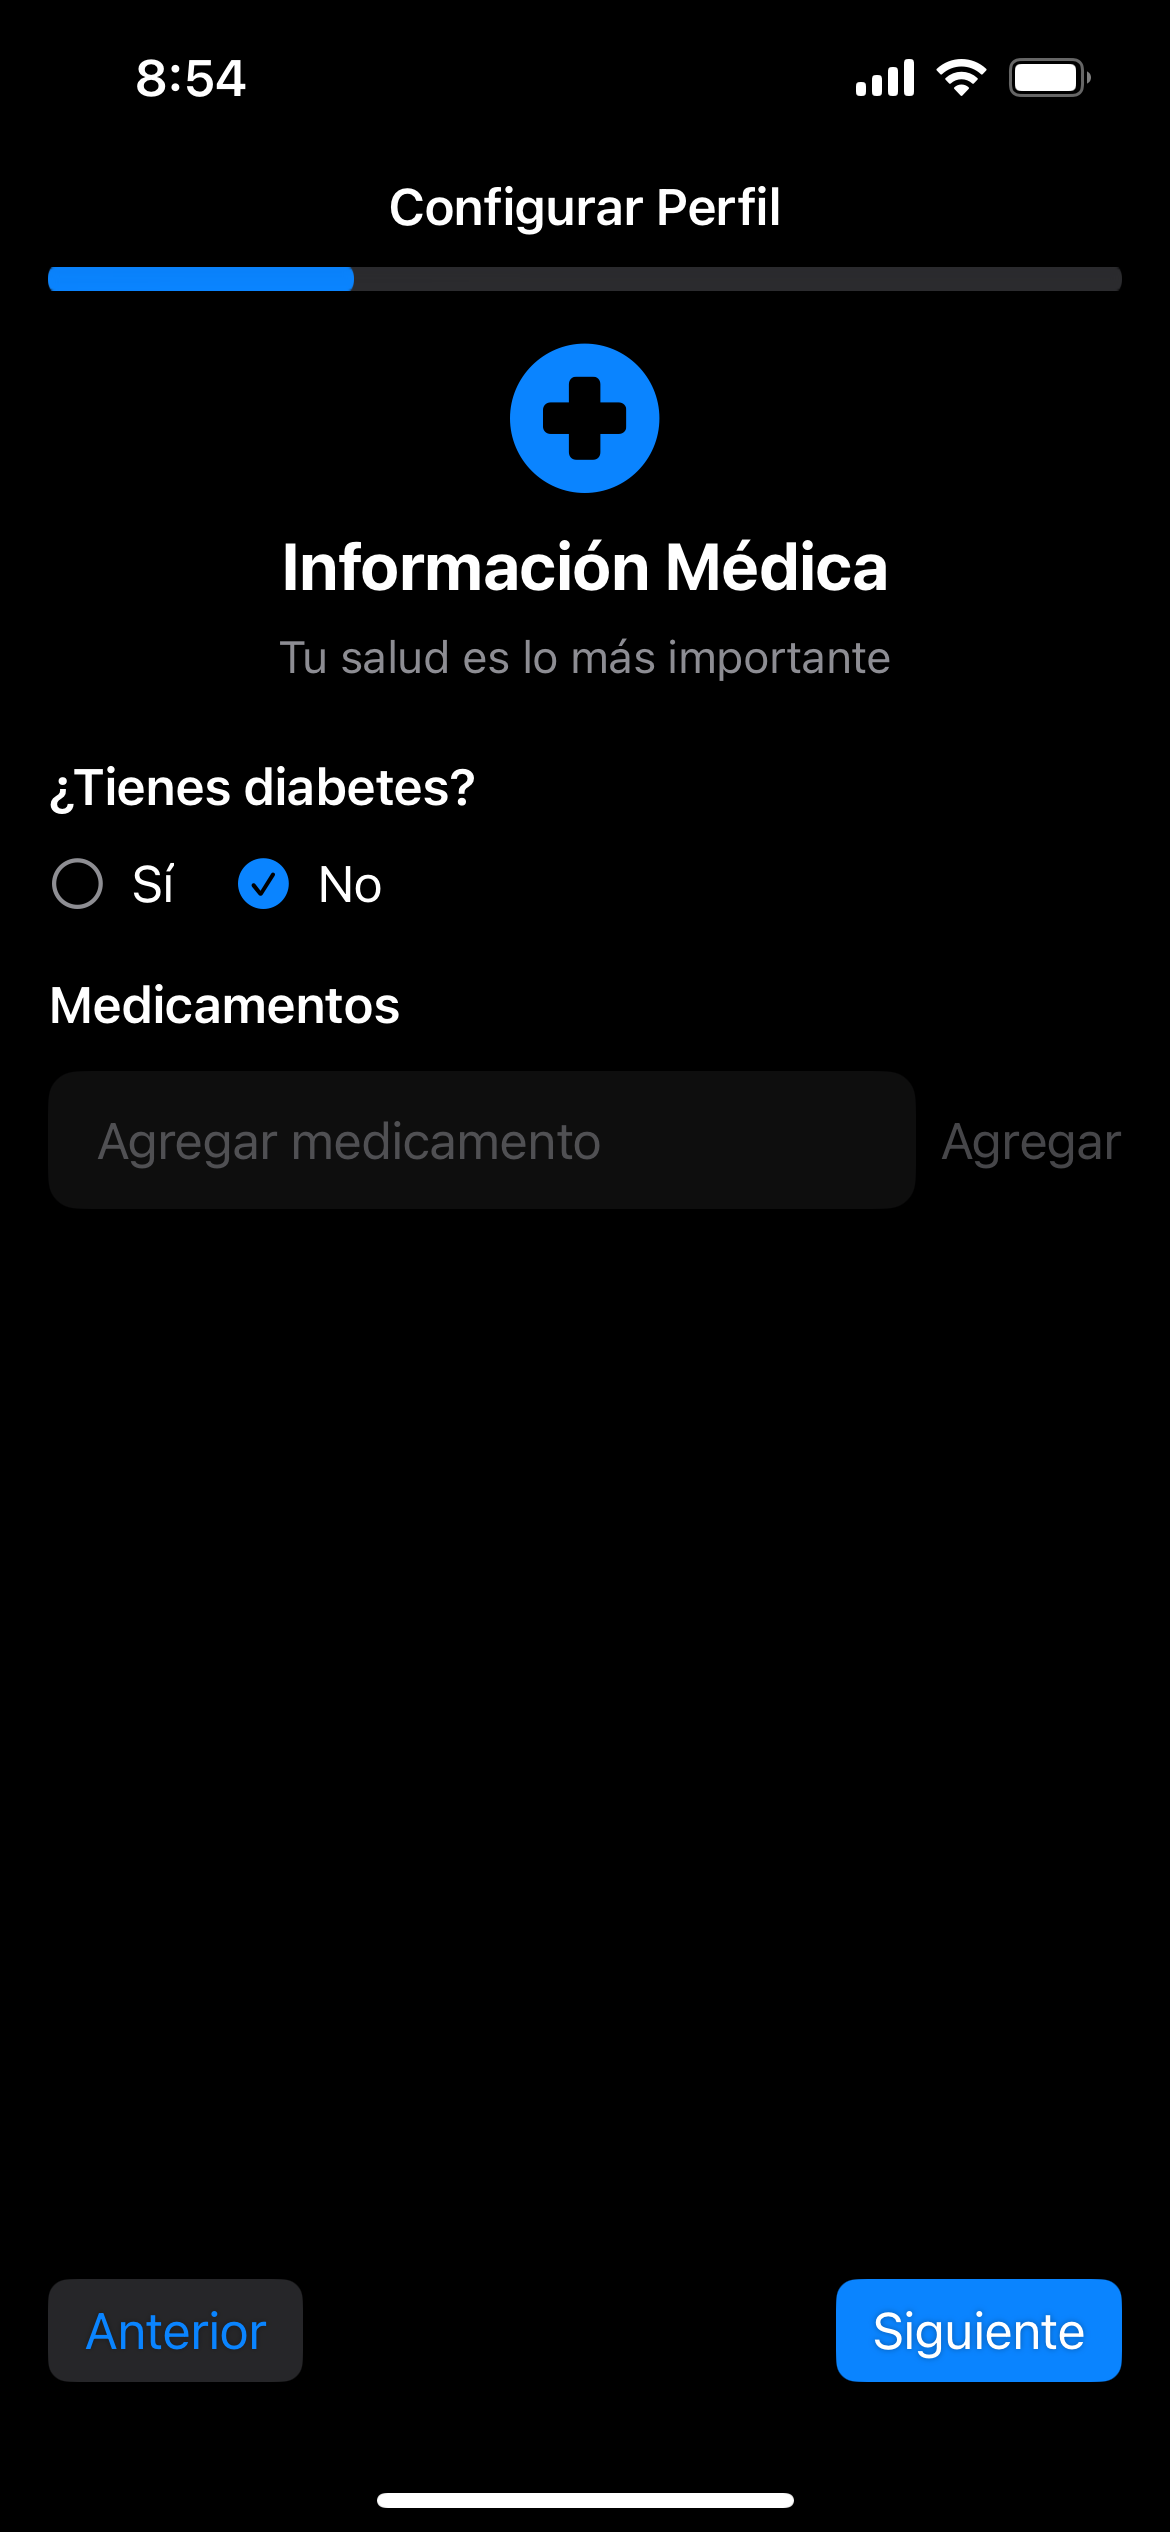 8:54
Configurar Perfil
Información Médica
Tu salud es lo más importante
¿Tienes diabetes?
Sí No
Medicamentos
Agregar medicamento Agregar
Anterior Siguiente